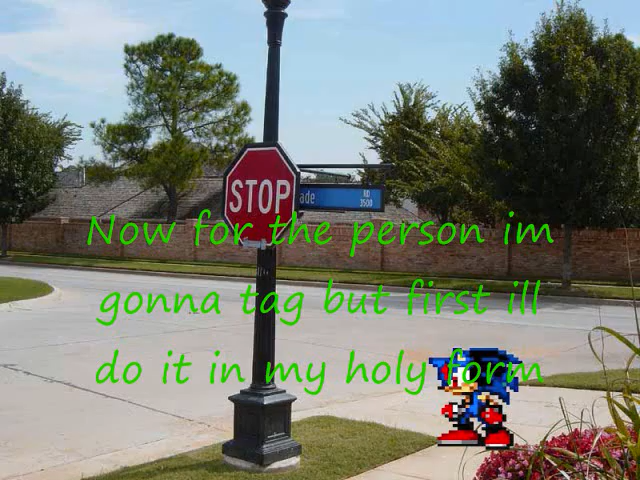 STOP
ade RD
3500
Now for the person im
gonna tag but first ill
do it in my holy form